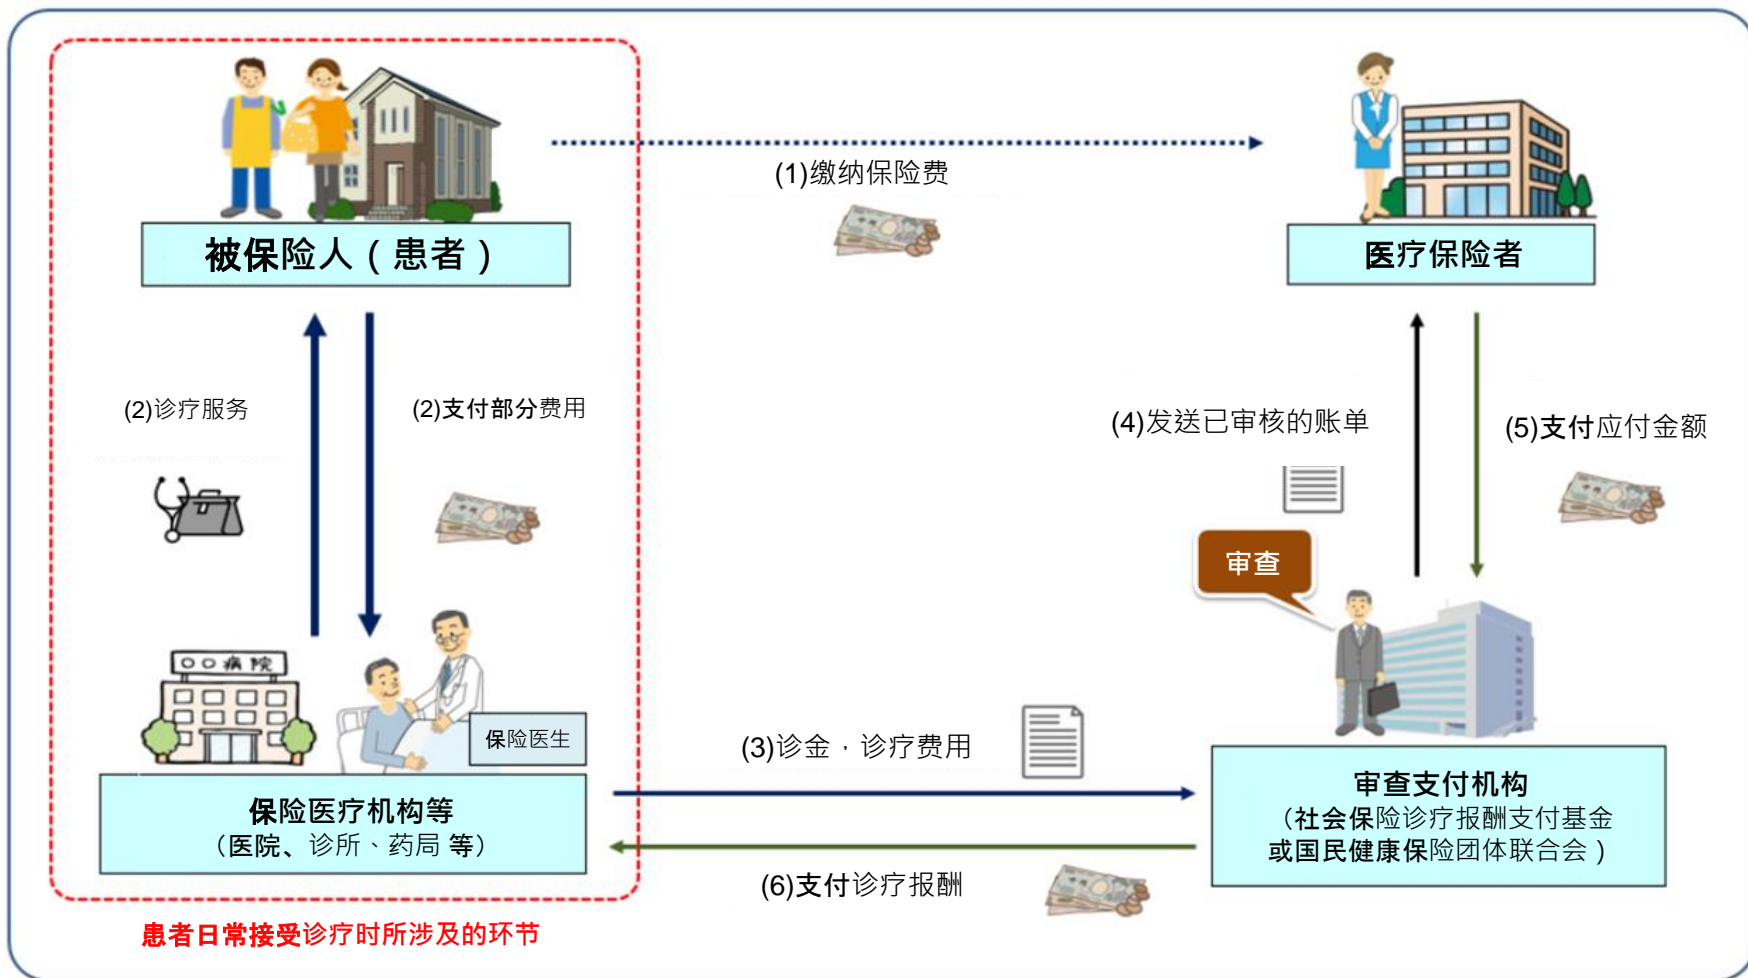 (1)缴纳保险费
被保险人（患者）
医疗保险者
(2)诊疗服务
(2)支付部分费用
(4)发送已审核的账单
(5)支付应付金额
审查
〇〇病院
保险医生
(3)诊金，诊疗费用
保险医疗机构等
（医院、诊所、药局 等）
审查支付机构
（社会保险诊疗报酬支付基金
或国民健康保险团体联合会）
(6)支付诊疗报酬
患者日常接受诊疗时所涉及的环节